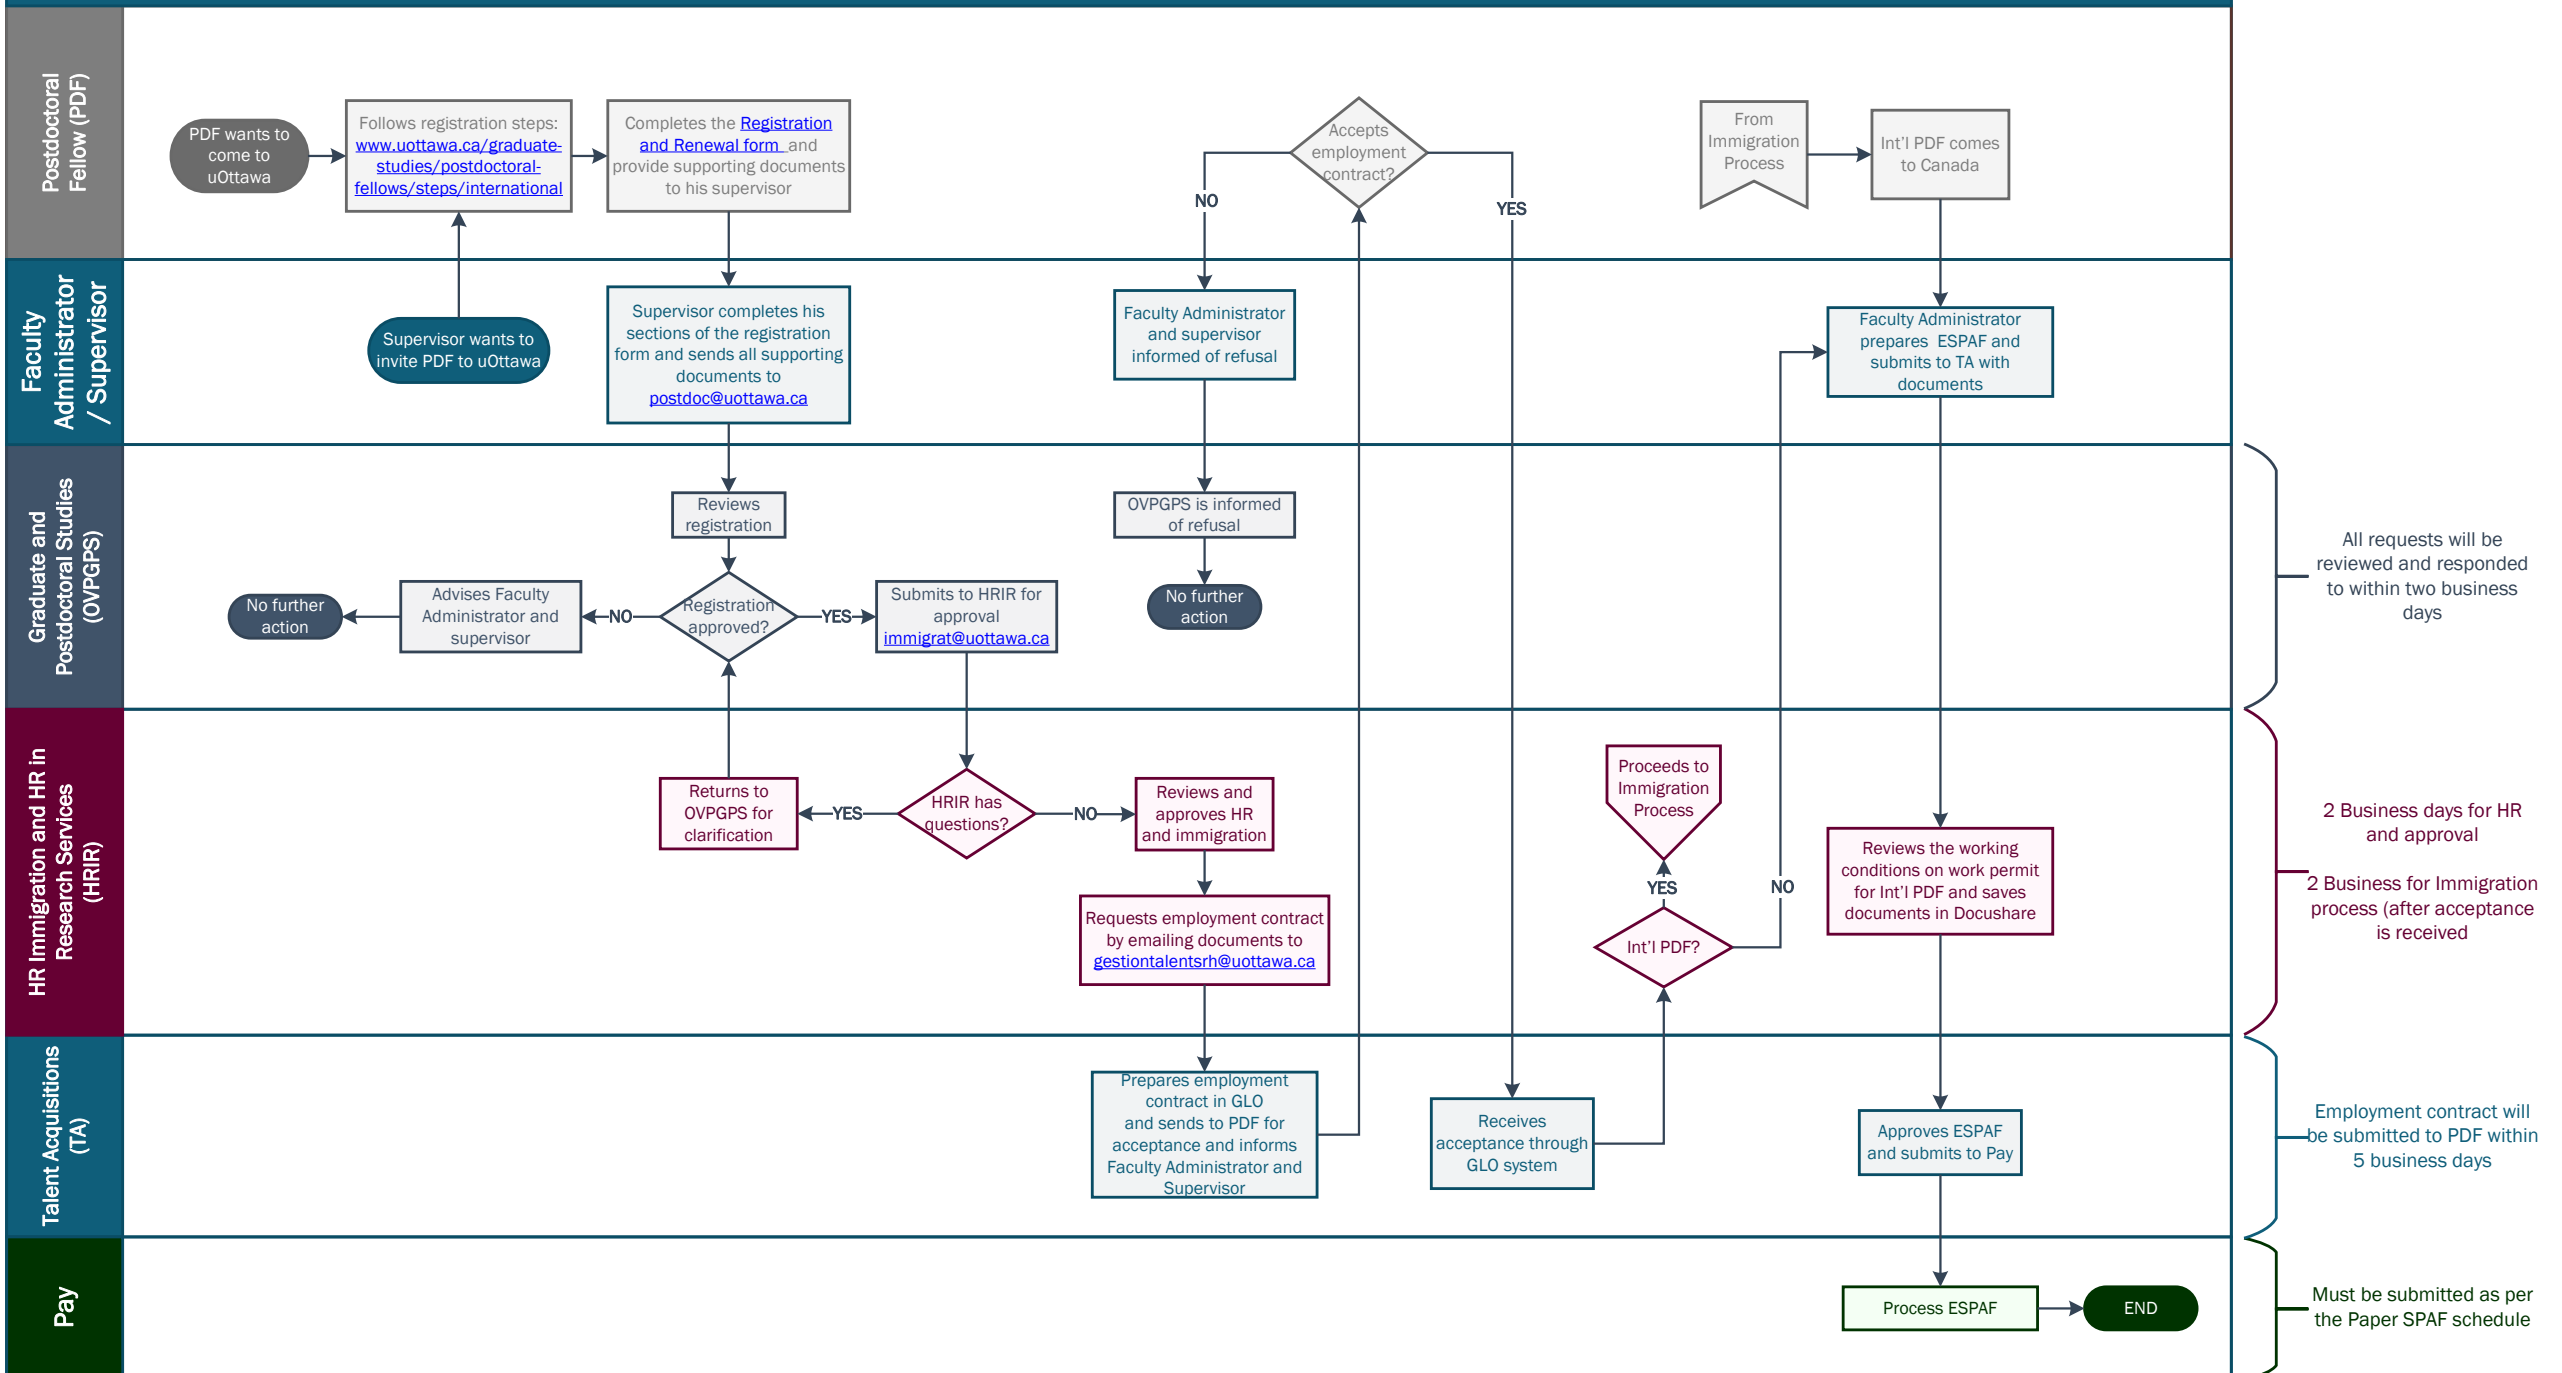 Postdoctoral
Fellow (PDF)
PDF wants to
come to
uOttawa
Follows registration steps:
www.uottawa.ca/graduate-
studies/postdoctoral-
fellows/steps/international
Completes the Registration
and Renewal form and
provide supporting documents
to his supervisor
Accepts
employment
contract?
NO
YES
From
Immigration
Process
Int'l PDF comes
to Canada
Faculty
Administrator
/ Supervisor
Supervisor wants to
invite PDF to uOttawa
Supervisor completes his
sections of the registration
form and sends all supporting
documents to
postdoc@uottawa.ca
Faculty Administrator
and supervisor
informed of refusal
Faculty Administrator
prepares ESPAF and
submits to TA with
documents
Graduate and
Postdoctoral Studies
(OVPGPS)
Reviews
registration
Registration
approved?
NO
YES
Advises Faculty
Administrator and
supervisor
No further
action
Submits to HRIR for
approval
immigrat@uottawa.ca
OVPGPS is informed
of refusal
No further
action
All requests will be
reviewed and responded
to within two business
days
HR Immigration and HR in
Research Services
(HRIR)
Returns to
OVPGPS for
clarification
YES
HRIR has
questions?
NO
Reviews and
approves HR
and immigration
Requests employment contract
by emailing documents to
gestiontalentsrh@uottawa.ca
Proceeds to
Immigration
Process
YES
Int'l PDF?
NO
Reviews the working
conditions on work permit
for Int'l PDF and saves
documents in Docushare
2 Business days for HR
and approval
2 Business for Immigration
process (after acceptance
is received
Talent Acquisitions
(TA)
Prepares employment
contract in GLO
and sends to PDF for
acceptance and informs
Faculty Administrator and
Supervisor
Receives
acceptance through
GLO system
Approves ESPAF
and submits to Pay
Employment contract will
be submitted to PDF within
5 business days
Pay
Process ESPAF
END
Must be submitted as per
the Paper SPAF schedule